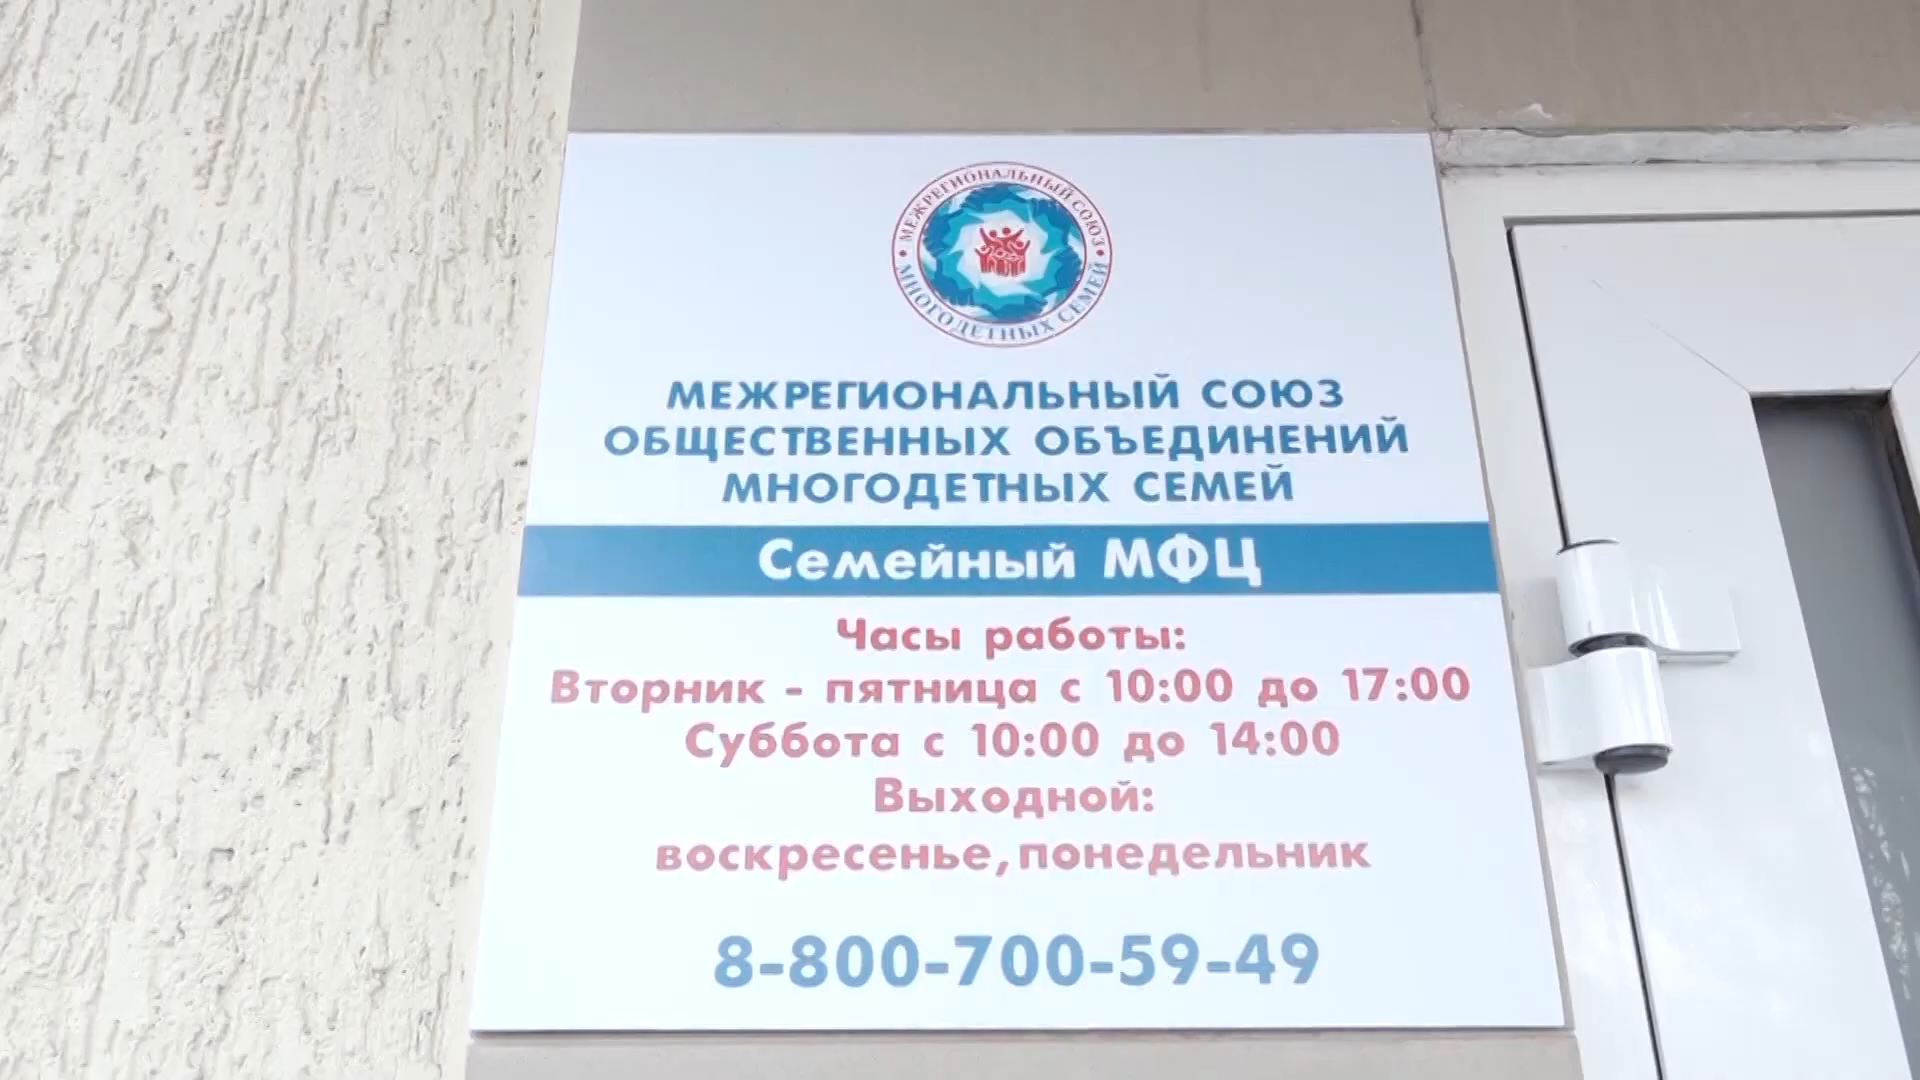 • МЕЖРЕГИОНАЛЬНЫЙ СОЮЗ •
МНОГОДЕТНЫХ СЕМЕЙ
МЕЖРЕГИОНАЛЬНЫЙ СОЮЗ
ОБЩЕСТВЕННЫХ ОБЪЕДИНЕНИЙ
МНОГОДЕТНЫХ СЕМЕЙ
Семейный МФЦ
Часы работы:
Вторник - пятница с 10:00 до 17:00
Суббота с 10:00 до 14:00
Выходной:
воскресенье,понедельник
8-800-700-59-49